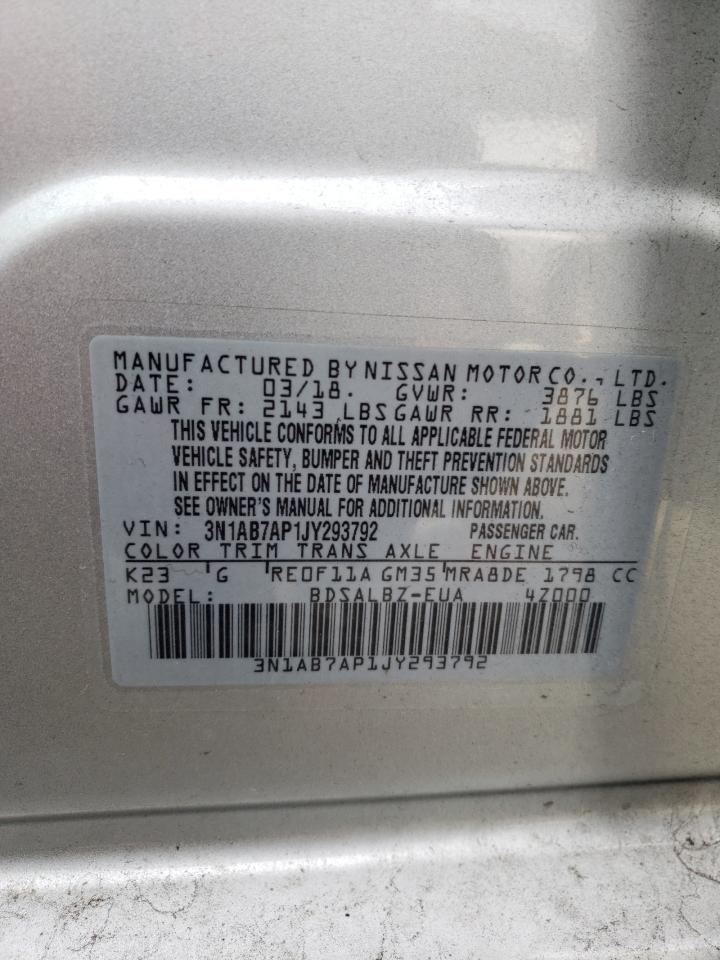 MANUFACTURED BY NISSAN MOTOR CO., LTD.
DATE: 03/18. GVWR: 3876 LBS
GAWR FR: 2143 LBS GAWR RR: 1881 LBS
THIS VEHICLE CONFORMS TO ALL APPLICABLE FEDERAL MOTOR
VEHICLE SAFETY, BUMPER AND THEFT PREVENTION STANDARDS
IN EFFECT ON THE DATE OF MANUFACTURE SHOWN ABOVE.
SEE OWNER'S MANUAL FOR ADDITIONAL INFORMATION.
VIN: 3N1AB7AP1JY293792 PASSENGER CAR.
COLOR TRIM TRANS AXLE ENGINE
K23 G RE0F11A GM35 MRA8DE 1798 CC
MODEL: BDSALBZ-EUA 4Z000
3N1AB7AP1JY293792